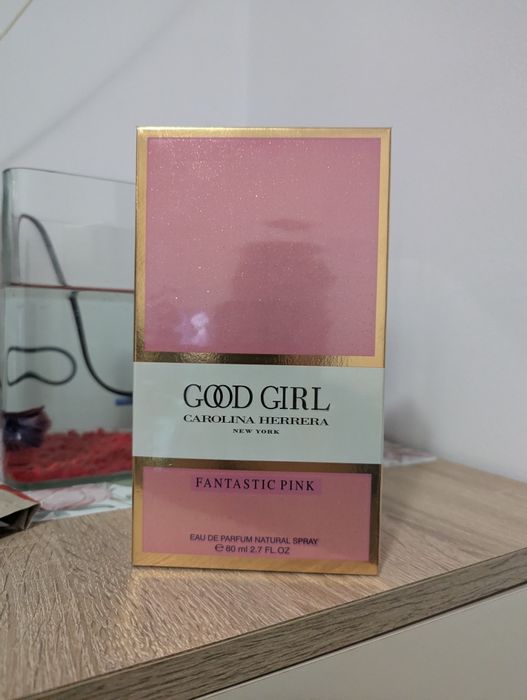 GOOD GIRL
CAROLINA HERRERA
NEW YORK
FANTASTIC PINK
EAU DE PARFUM NATURAL SPRAY
℮ 80 ml 2.7 FL.OZ